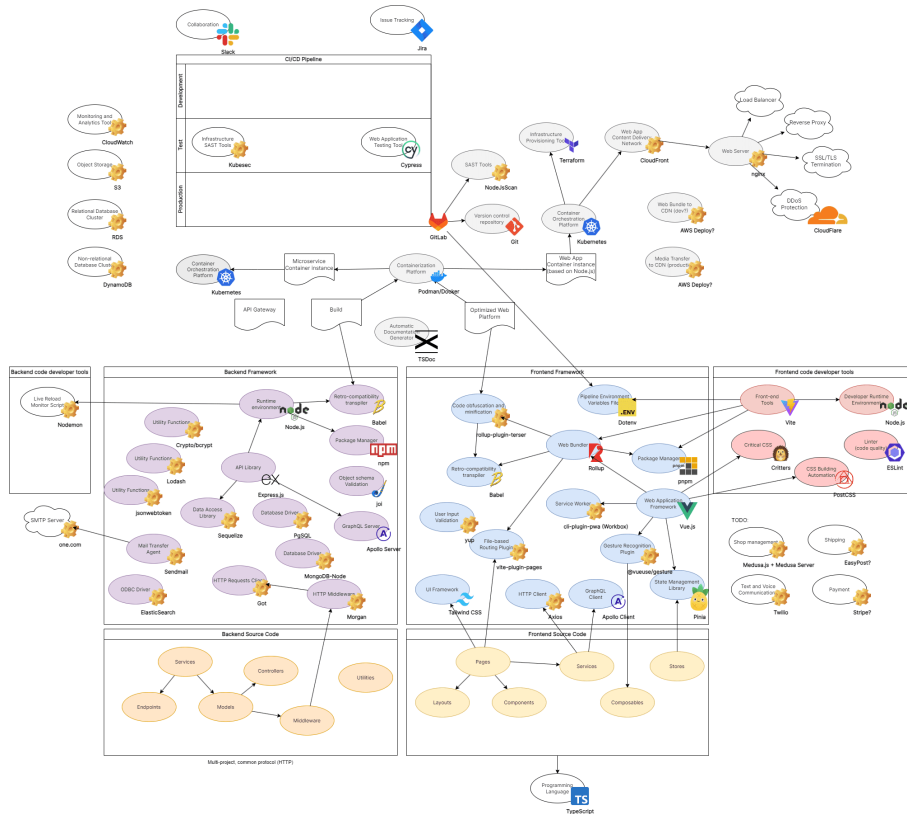 Collaboration
Slack
Issue Tracking
Jira
CI/CD Pipeline
Development
Test
Production
Infrastructure
SAST Tools
Kubesec
Web Application
Testing Tool
Cypress
Monitoring and
Analytics Tool
CloudWatch
Object Storage
S3
Relational Database
Cluster
RDS
Non-relational
Database Cluster
DynamoDB
GitLab
SAST Tools
NodeJsScan
Version control
repository
Git
Infrastructure
Provisioning Tool
Terraform
Web App
Content Delivery
Network
CloudFront
Container
Orchestration
Platform
Kubernetes
Web Server
nginx
Load Balancer
Reverse Proxy
SSL/TLS
Termination
DDoS
Protection
CloudFlare
Web Bundle to
CDN (dev?)
AWS Deploy?
Media Transfer
to CDN (production)
AWS Deploy?
Container
Orchestration
Platform
Kubernetes
Microservice
Container instance
Containerization
Platform
Podman/Docker
Web App
Container instance
(based on Node.js)
API Gateway
Build
Optimized Web
Platform
Automatic
Documentation
Generator
TSDoc
Backend code developer tools
Live Reload
Monitor Script
Nodemon
SMTP Server
one.com
Backend Framework
Runtime
environment
Node.js
Retro-compatibility
transpiler
Babel
Utility Functions
Crypto/bcrypt
Package Manager
npm
Utility Functions
Lodash
API Library
Express.js
Object schema
Validation
joi
Utility Functions
jsonwebtoken
Data Access
Library
Sequelize
Database Driver
PgSQL
GraphQL Server
Apollo Server
Mail Transfer
Agent
Sendmail
Database Driver
MongoDB-Node
ODBC Driver
ElasticSearch
HTTP Requests Client
Got
HTTP Middleware
Morgan
Frontend Framework
Code obfuscation and
minification
rollup-plugin-terser
Pipeline Environment
Variables File
.ENV
Dotenv
Web Bundler
Rollup
Retro-compatibility
transpiler
Babel
Package Manager
pnpm
pnpm
Service Worker
cli-plugin-pwa (Workbox)
Web Application
Framework
Vue.js
User Input
Validation
yup
File-based
Routing Plugin
vite-plugin-pages
Gesture Recognition
Plugin
@vueuse/gesture
UI Framework
Tailwind CSS
HTTP Client
Axios
GraphQL
Client
Apollo Client
State Management
Library
Pinia
Frontend code developer tools
Front-end
Tools
Vite
Developer Runtime
Environment
Node.js
Critical CSS
Critters
Linter
(code quality)
ESLint
CSS Building
Automation
PostCSS
TODO:
Shop management
Medusa.js + Medusa Server
Shipping
EasyPost?
Text and Voice
Communication
Twilio
Payment
Stripe?
Backend Source Code
Services
Controllers
Utilities
Endpoints
Models
Middleware
Multi-project, common protocol (HTTP)
Frontend Source Code
Pages
Services
Stores
Layouts
Components
Composables
Programming
Language
TS
TypeScript